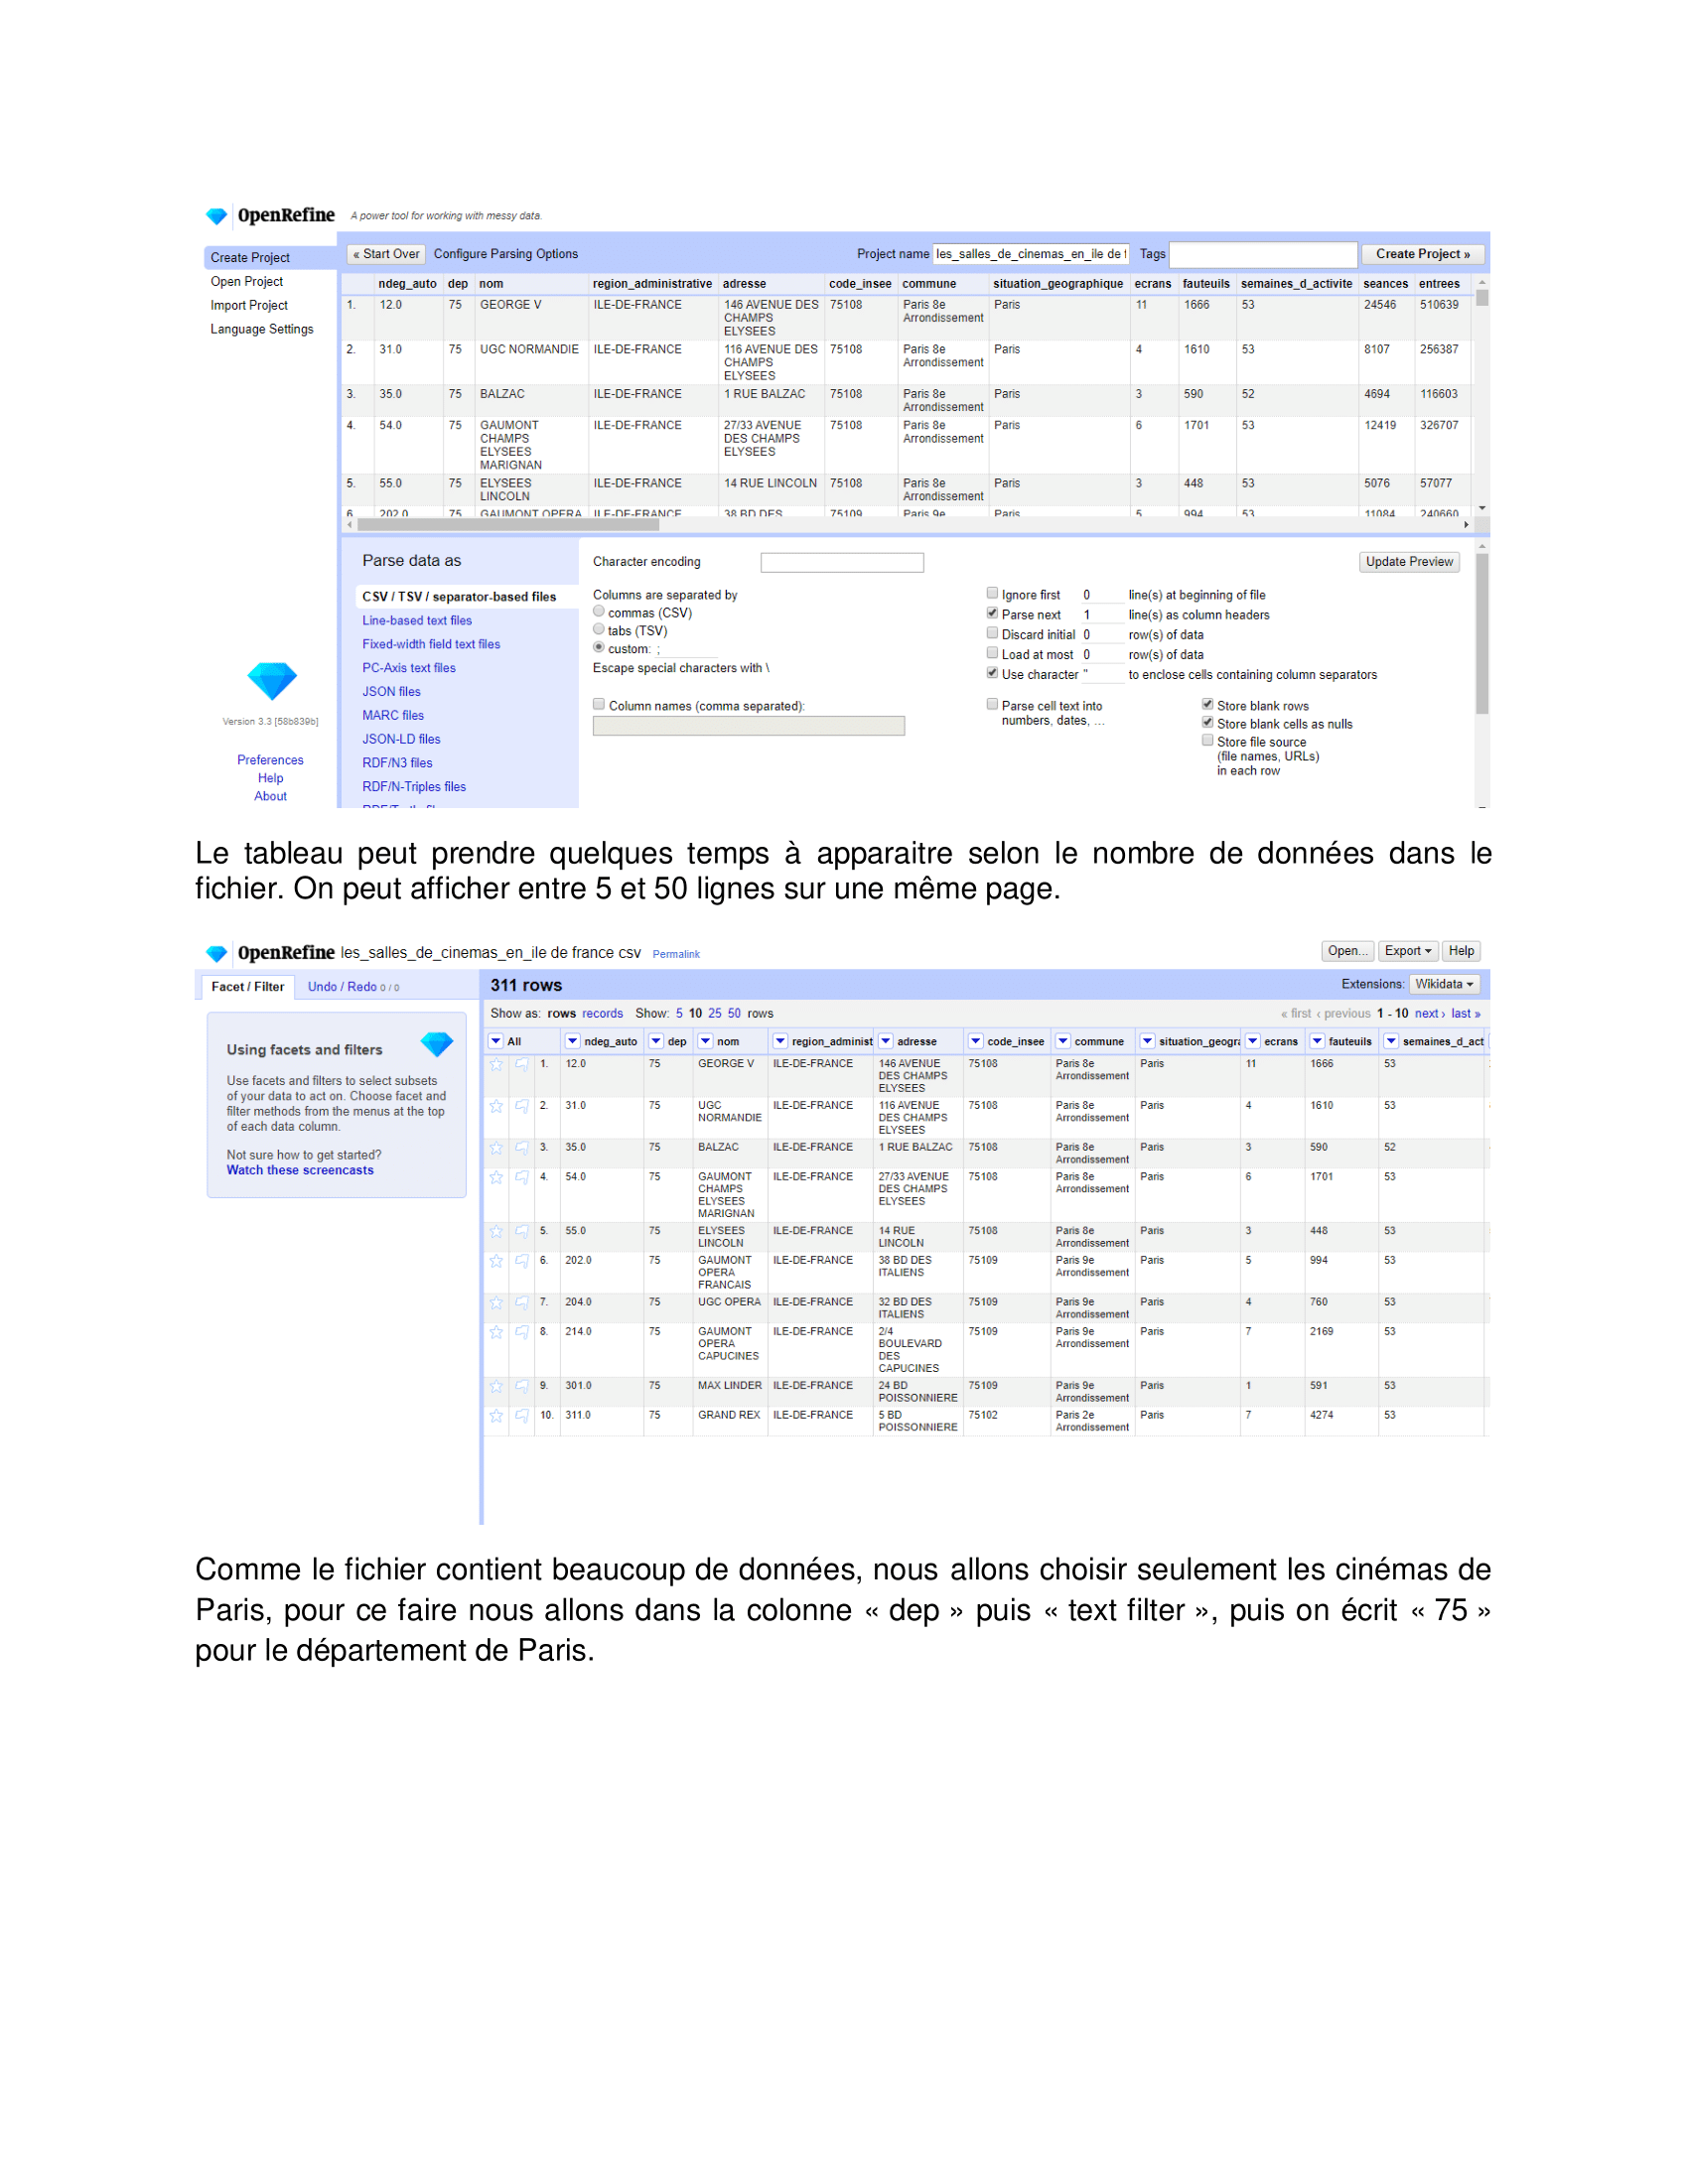 OpenRefine A power tool for working with messy data.
Create Project
Open Project
Import Project
Language Settings
« Start Over Configure Parsing Options Project name les_salles_de_cinemas_en_ile de f Tags Create Project »
ndeg_auto dep nom region_administrative adresse code_insee commune situation_geographique ecrans fauteuils semaines_d_activite seances entrees
1. 12.0 75 GEORGE V ILE-DE-FRANCE 146 AVENUE DES 75108 Paris 8e Paris 11 1666 53 24546 510639
CHAMPS Arrondissement
ELYSEES
2. 31.0 75 UGC NORMANDIE ILE-DE-FRANCE 116 AVENUE DES 75108 Paris 8e Paris 4 1610 53 8107 256387
CHAMPS Arrondissement
ELYSEES
3. 35.0 75 BALZAC ILE-DE-FRANCE 1 RUE BALZAC 75108 Paris 8e Paris 3 590 52 4694 116603
Arrondissement
4. 54.0 75 GAUMONT ILE-DE-FRANCE 27/33 AVENUE 75108 Paris 8e Paris 6 1701 53 12419 326707
CHAMPS DES CHAMPS Arrondissement
ELYSEES ELYSEES
MARIGNAN
5. 55.0 75 ELYSEES ILE-DE-FRANCE 14 RUE LINCOLN 75108 Paris 8e Paris 3 448 53 5076 57077
LINCOLN Arrondissement
6. 202.0 75 GAUMONT OPERA ILE-DE-FRANCE 38 BD DES 75109 Paris 9e Paris 5 994 53 11084 240660
Parse data as
CSV / TSV / separator-based files
Line-based text files
Fixed-width field text files
PC-Axis text files
JSON files
MARC files
JSON-LD files
RDF/N3 files
RDF/N-Triples files
Character encoding
Update Preview
Columns are separated by
commas (CSV)
tabs (TSV)
custom: ;
Escape special characters with \
Column names (comma separated):
Ignore first 0 line(s) at beginning of file
Parse next 1 line(s) as column headers
Discard initial 0 row(s) of data
Load at most 0 row(s) of data
Use character " to enclose cells containing column separators
Parse cell text into
numbers, dates, ...
Store blank rows
Store blank cells as nulls
Store file source
(file names, URLs)
in each row
Version 3.3 [58b839b]
Preferences
Help
About
Le tableau peut prendre quelques temps à apparaitre selon le nombre de données dans le
fichier. On peut afficher entre 5 et 50 lignes sur une même page.
OpenRefine les_salles_de_cinemas_en_ile de france csv Permalink Open... Export Help
Facet / Filter Undo / Redo 0 / 0 311 rows Extensions: Wikidata
Show as: rows records Show: 5 10 25 50 rows « first ‹ previous 1 - 10 next › last »
Using facets and filters
Use facets and filters to select subsets
of your data to act on. Choose facet and
filter methods from the menus at the top
of each data column.
Not sure how to get started?
Watch these screencasts
All ndeg_auto dep nom region_administ adresse code_insee commune situation_geogra ecrans fauteuils semaines_d_act
1. 12.0 75 GEORGE V ILE-DE-FRANCE 146 AVENUE 75108 Paris 8e Paris 11 1666 53
DES CHAMPS Arrondissement
ELYSEES
2. 31.0 75 UGC ILE-DE-FRANCE 116 AVENUE 75108 Paris 8e Paris 4 1610 53
NORMANDIE DES CHAMPS Arrondissement
ELYSEES
3. 35.0 75 BALZAC ILE-DE-FRANCE 1 RUE BALZAC 75108 Paris 8e Paris 3 590 52
Arrondissement
4. 54.0 75 GAUMONT ILE-DE-FRANCE 27/33 AVENUE 75108 Paris 8e Paris 6 1701 53
CHAMPS DES CHAMPS Arrondissement
ELYSEES ELYSEES
MARIGNAN
5. 55.0 75 ELYSEES ILE-DE-FRANCE 14 RUE 75108 Paris 8e Paris 3 448 53
LINCOLN LINCOLN Arrondissement
6. 202.0 75 GAUMONT ILE-DE-FRANCE 38 BD DES 75109 Paris 9e Paris 5 994 53
OPERA ITALIENS Arrondissement
FRANCAIS
7. 204.0 75 UGC OPERA ILE-DE-FRANCE 32 BD DES 75109 Paris 9e Paris 4 760 53
ITALIENS Arrondissement
8. 214.0 75 GAUMONT ILE-DE-FRANCE 2/4 75109 Paris 9e Paris 7 2169 53
OPERA BOULEVARD Arrondissement
CAPUCINES DES
CAPUCINES
9. 301.0 75 MAX LINDER ILE-DE-FRANCE 24 BD 75109 Paris 9e Paris 1 591 53
POISSONNIERE Arrondissement
10. 311.0 75 GRAND REX ILE-DE-FRANCE 5 BD 75102 Paris 2e Paris 7 4274 53
POISSONNIERE Arrondissement
Comme le fichier contient beaucoup de données, nous allons choisir seulement les cinémas de
Paris, pour ce faire nous allons dans la colonne « dep » puis « text filter », puis on écrit « 75 »
pour le département de Paris.